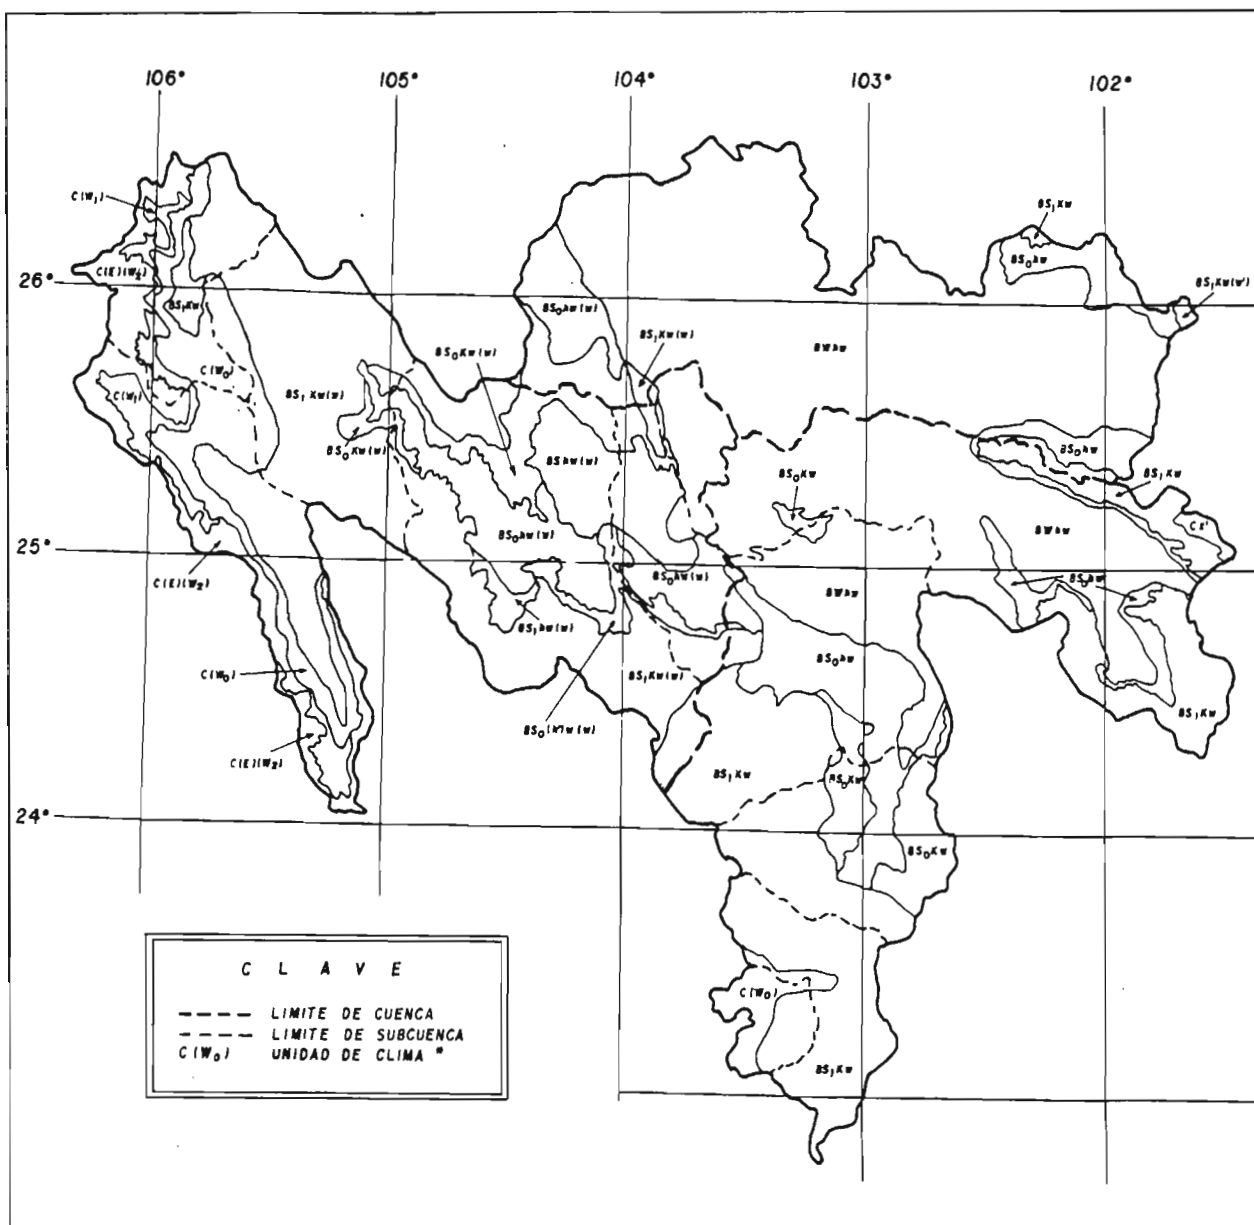 106° 105° 104° 103° 102°
C(W₁)
BS₁Kw
BS₀hw
C(E)(W₂)
26°
BS₁Kw
BS₀hw(w)
BS₁Kw(w')
BS₁Kw(w)
BWhw
BS₀Kw(w)
C(W₀)
C(W₁)
BS₁Kw(w)
BS₀Kw(w)
BShw(w)
BS₀hw
BS₀Kw
BS₁Kw
25°
BS₀hw(w)
BWhw
Cx'
C(E)(W₂)
BS₀hw(w)
BS₀hw
BWhw
BS₁hw(w)
BS₀hw
C(W₀)
BS₁Kw(w)
BS₁Kw
BS₀(h')w(w)
C(E)(W₂)
BS₁Kw
BS₀Kw
24°
BS₀Kw
C(W₀)
BS₁Kw
C L A V E
LIMITE DE CUENCA
LIMITE DE SUBCUENCA
C(W₀) UNIDAD DE CLIMA *